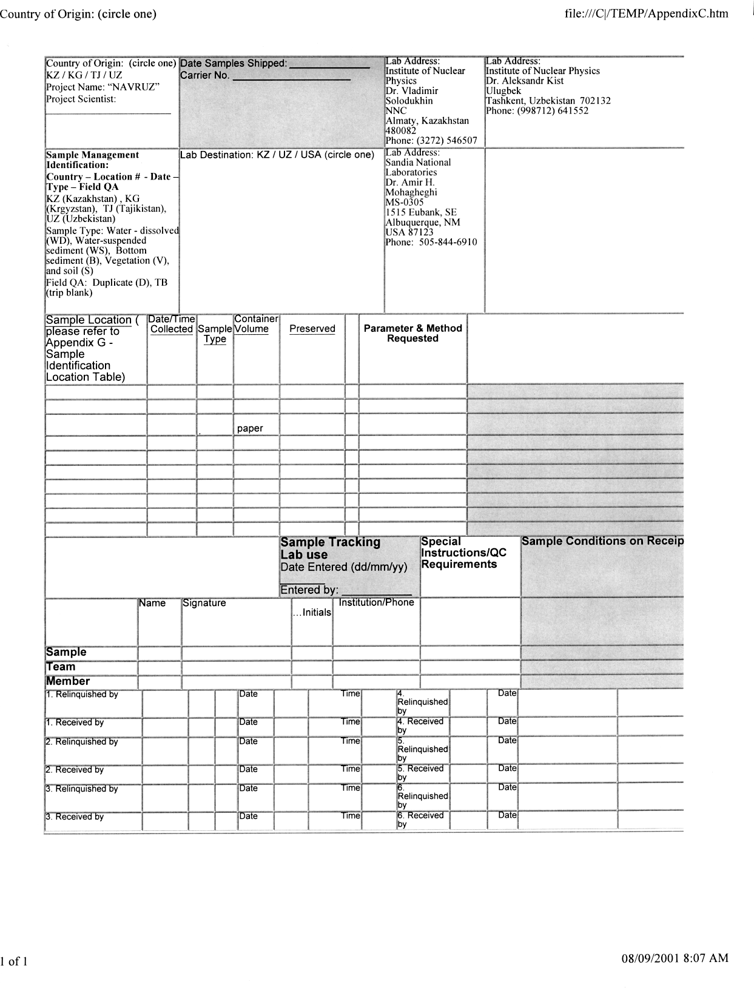 Country of Origin: (circle one)
file:///C|/TEMP/AppendixC.htm
Country of Origin: (circle one)
KZ / KG / TJ / UZ
Project Name: “NAVRUZ”
Project Scientist:
Date Samples Shipped:
Carrier No.
Lab Address:
Institute of Nuclear
Physics
Dr. Vladimir
Solodukhin
NNC
Almaty, Kazakhstan
480082
Phone: (3272) 546507
Lab Address:
Institute of Nuclear Physics
Dr. Aleksandr Kist
Ulugbek
Tashkent, Uzbekistan 702132
Phone: (998712) 641552
Sample Management
Identification:
Country – Location # - Date –
Type – Field QA
KZ (Kazakhstan) , KG
(Krgyzstan), TJ (Tajikistan),
UZ (Uzbekistan)
Sample Type: Water - dissolved
(WD), Water-suspended
sediment (WS), Bottom
sediment (B), Vegetation (V),
and soil (S)
Field QA: Duplicate (D), TB
(trip blank)
Lab Destination: KZ / UZ / USA (circle one)
Lab Address:
Sandia National
Laboratories
Dr. Amir H.
Mohagheghi
MS-0305
1515 Eubank, SE
Albuquerque, NM
USA 87123
Phone: 505-844-6910
Sample Location (
please refer to
Appendix G -
Sample
Identification
Location Table)
Date/Time
Collected
Sample
Type
Container
Volume
Preserved
Parameter & Method
Requested
paper
Sample Tracking
Lab use
Date Entered (dd/mm/yy)
Entered by:
Special
Instructions/QC
Requirements
Sample Conditions on Receip
Name
Signature
...Initials
Institution/Phone
Sample
Team
Member
1. Relinquished by
Date
Time
4.
Relinquished
by
Date
1. Received by
Date
Time
4. Received
by
Date
2. Relinquished by
Date
Time
5.
Relinquished
by
Date
2. Received by
Date
Time
5. Received
by
Date
3. Relinquished by
Date
Time
6.
Relinquished
by
Date
3. Received by
Date
Time
6. Received
by
Date
1 of 1
08/09/2001 8:07 AM